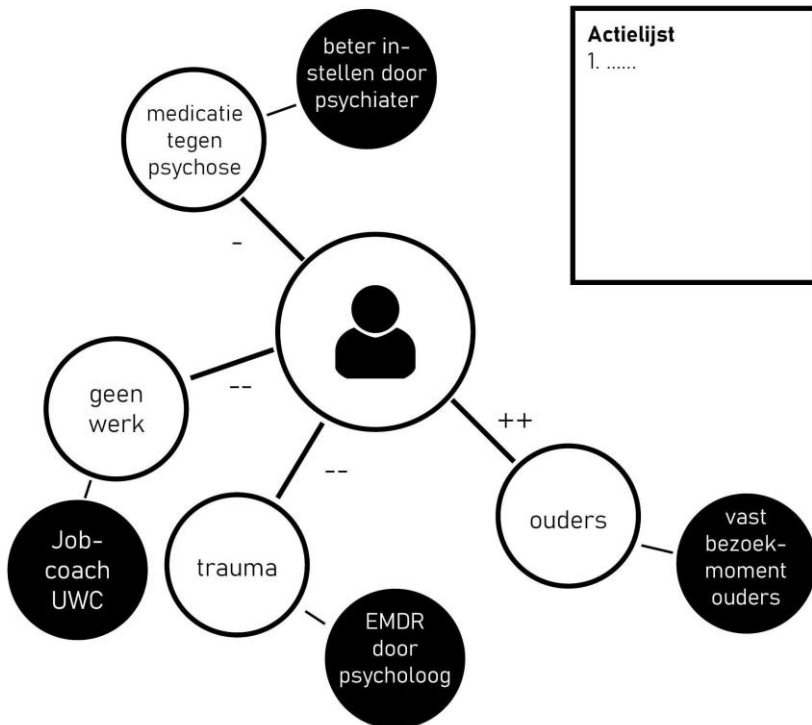 beter in-
stellen door
psychiater
Actielijst
1. ......
medicatie
tegen
psychose
-
geen
werk
--
--
++
ouders
vast
bezoek-
moment
ouders
Job-
coach
UWC
trauma
EMDR
door
psycholoog